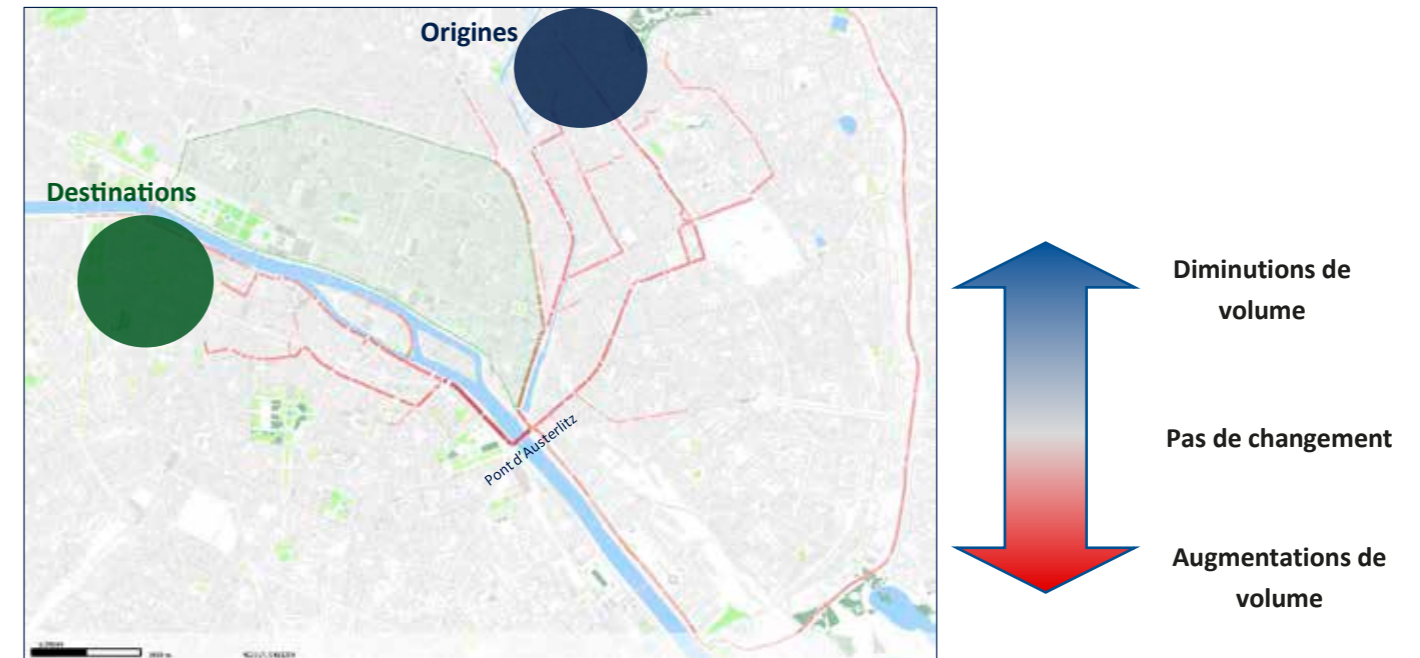 Origines
Destinations
Pont d'Austerlitz
Diminutions de
volume
Pas de changement
Augmentations de
volume